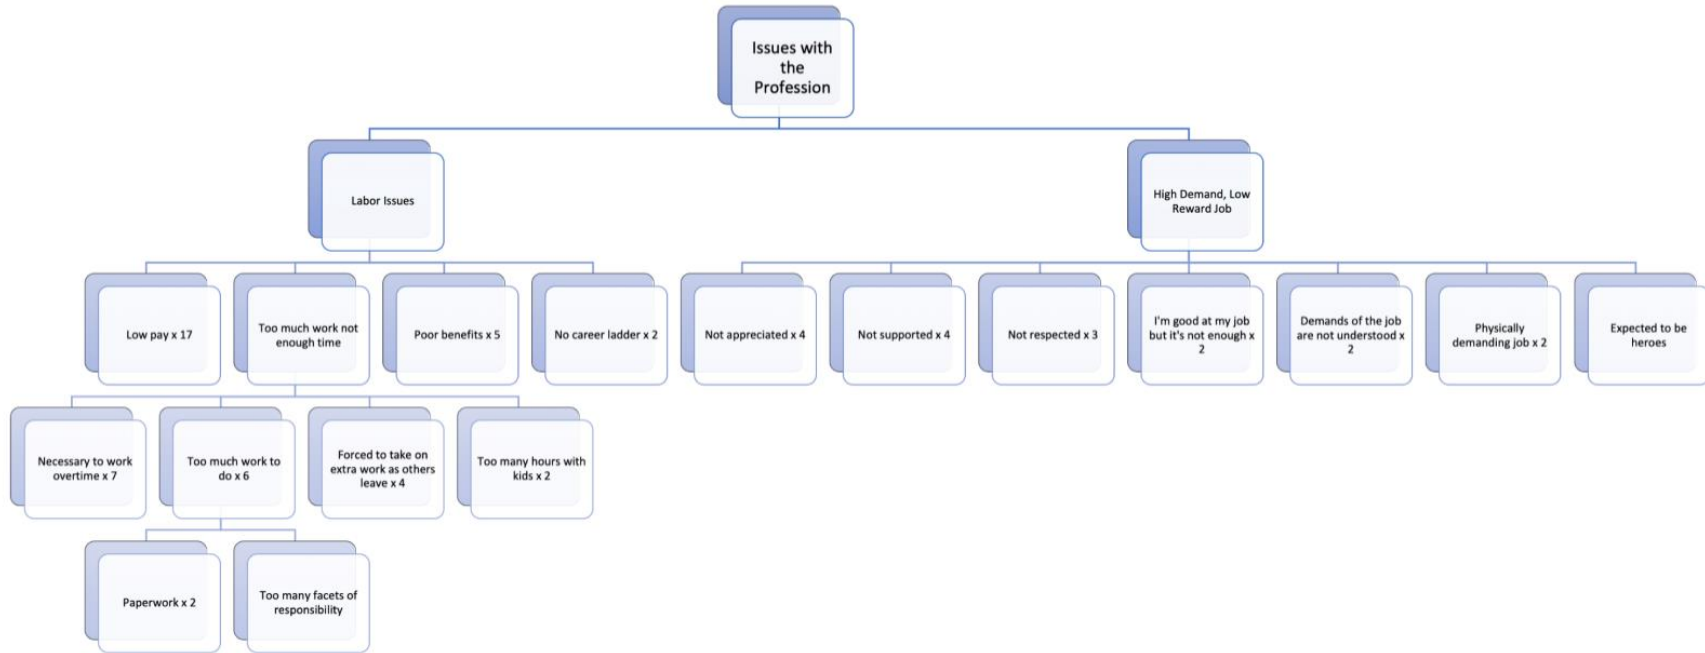 Issues with
the
Profession
Labor Issues
High Demand, Low
Reward Job
Low pay x 17
Too much work not
enough time
Poor benefits x 5
No career ladder x 2
Not appreciated x 4
Not supported x 4
Not respected x 3
I'm good at my job
but it's not enough x
2
Demands of the job
are not understood x
2
Physically
demanding job x 2
Expected to be
heroes
Necessary to work
overtime x 7
Too much work to
do x 6
Forced to take on
extra work as others
leave x 4
Too many hours with
kids x 2
Paperwork x 2
Too many facets of
responsibility